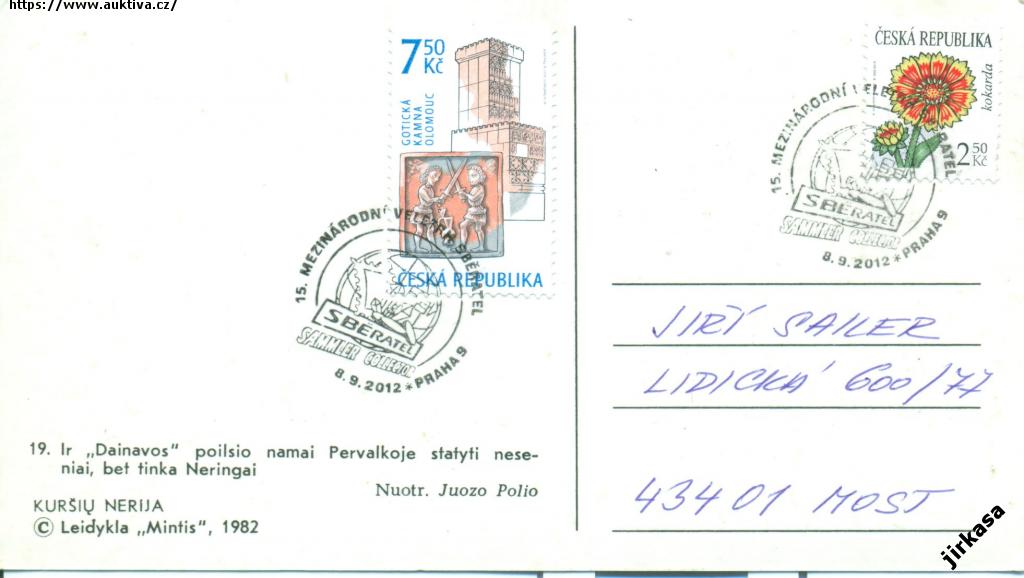 https://www.auktiva.cz/
7 50 Kč
GOTICKÁ
KAMNA
OLOMOUC
ČESKÁ REPUBLIKA
15. MEZINÁRODNÍ VELETRH SBĚRATEL
SBĚRATEL
SAMMLER COLLECTOR
8.9.2012 * PRAHA 9
ČESKÁ REPUBLIKA
kokarda
2 50 Kč
15. MEZINÁRODNÍ VELETRH SBĚRATEL
SBĚRATEL
SAMMLER COLLECTOR
8.9.2012 * PRAHA 9
JIŘÍ SAILER
LIDICKÁ 600/77
43401 MOST
19. Ir „Dainavos" poilsio namai Pervalkoje statyti nese-
niai, bet tinka Neringai
Nuotr. Juozo Polio
KURŠIŲ NERIJA
© Leidykla „Mintis", 1982
jirkasa